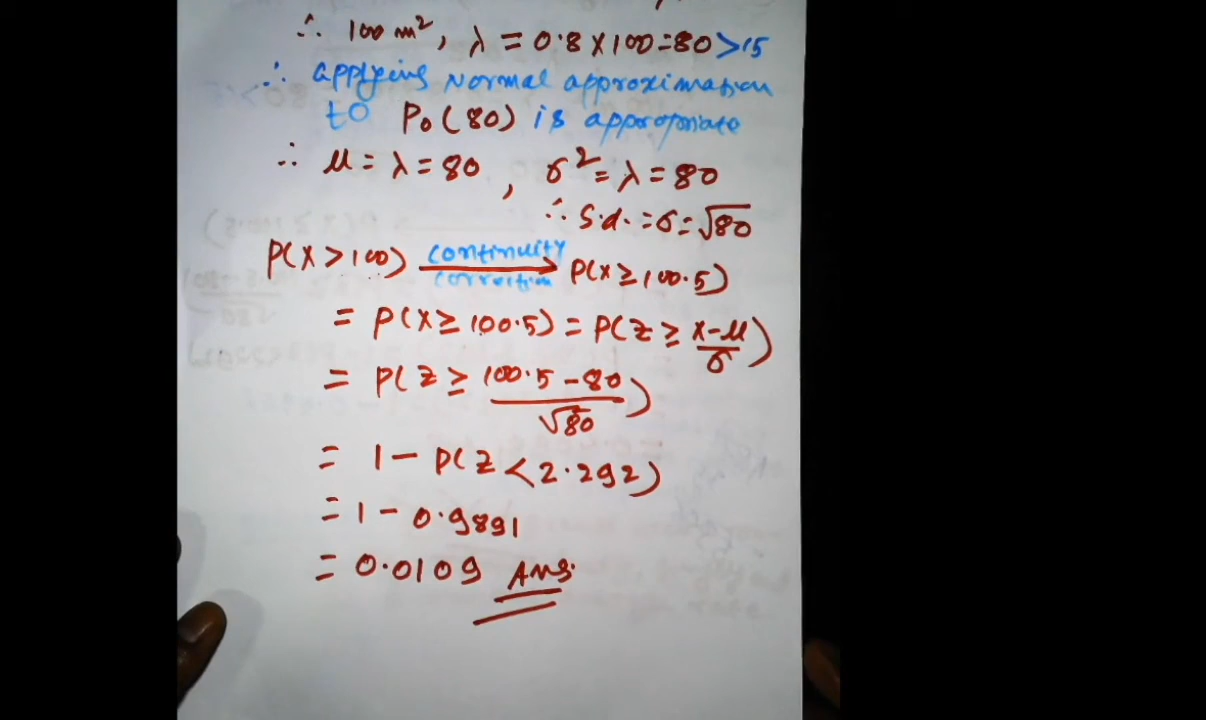 ∴ 100 m², λ = 0.8 × 100 = 80 > 15
∴ applying Normal approximation
to Po(80) is appropriate
∴ μ = λ = 80, σ² = λ = 80
∴ S.d. = σ = √80
P(X > 100) continuity correction → P(X ≥ 100.5)
= P(X ≥ 100.5) = P(Z ≥ (x-μ)/σ)
= P(Z ≥ (100.5 - 80)/√80)
= 1 - P(Z < 2.292)
= 1 - 0.9891
= 0.0109 Ans.